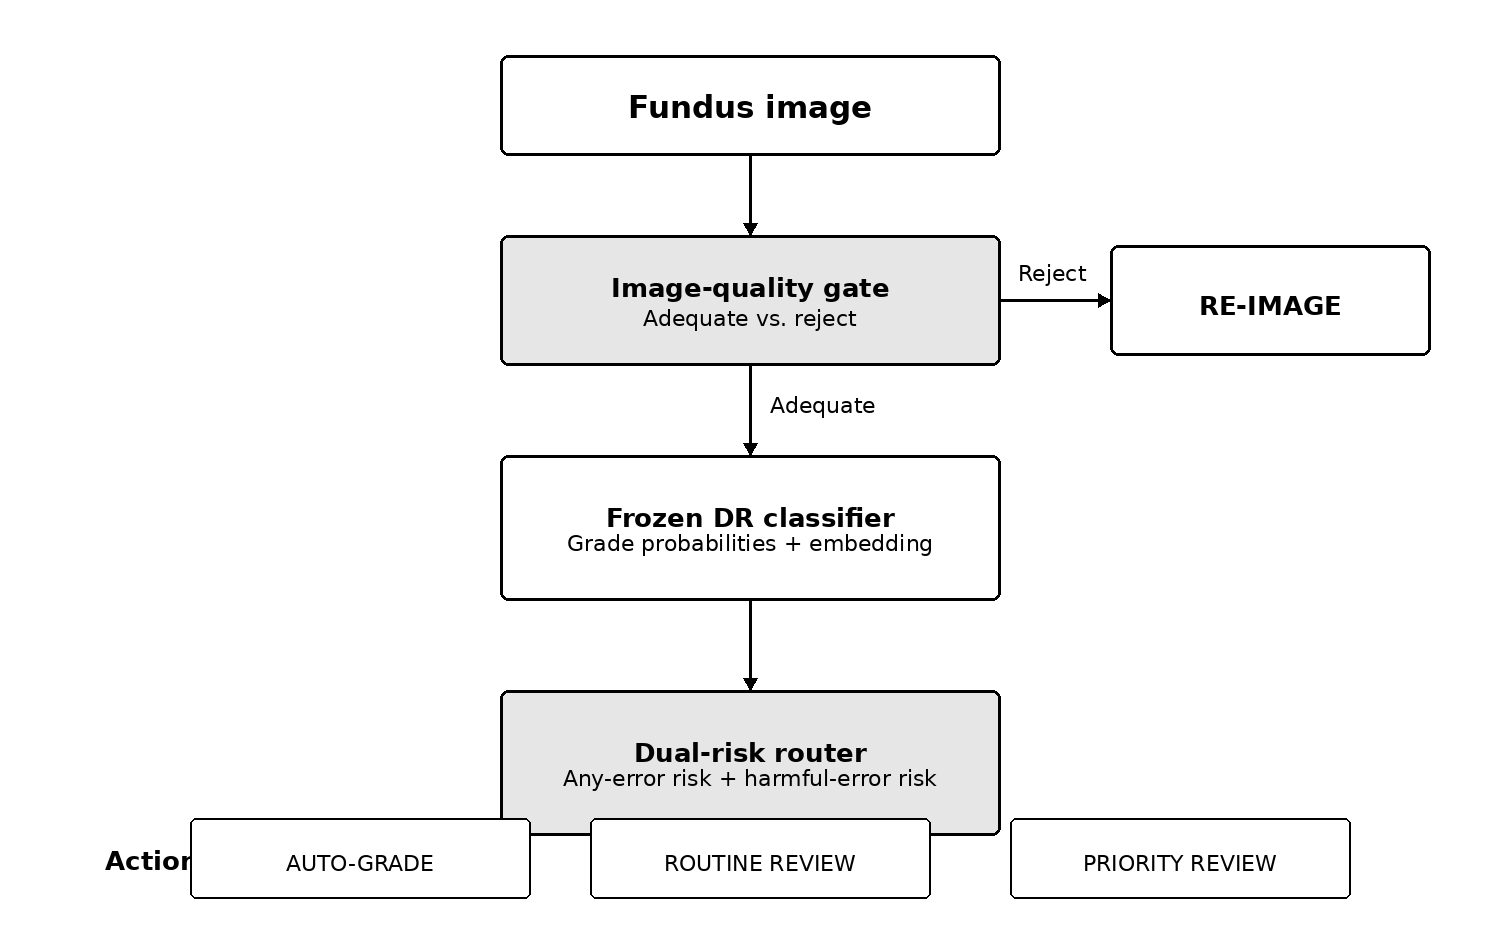 Fundus image
Image-quality gate
Adequate vs. reject
Reject
RE-IMAGE
Adequate
Frozen DR classifier
Grade probabilities + embedding
Dual-risk router
Any-error risk + harmful-error risk
AUTO-GRADE
ROUTINE REVIEW
PRIORITY REVIEW